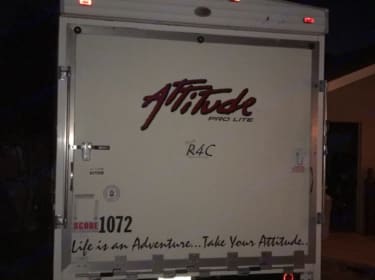 Attitude
PRO LITE
R4C
SCORE 1072
Life is an Adventure...Take Your Attitude..